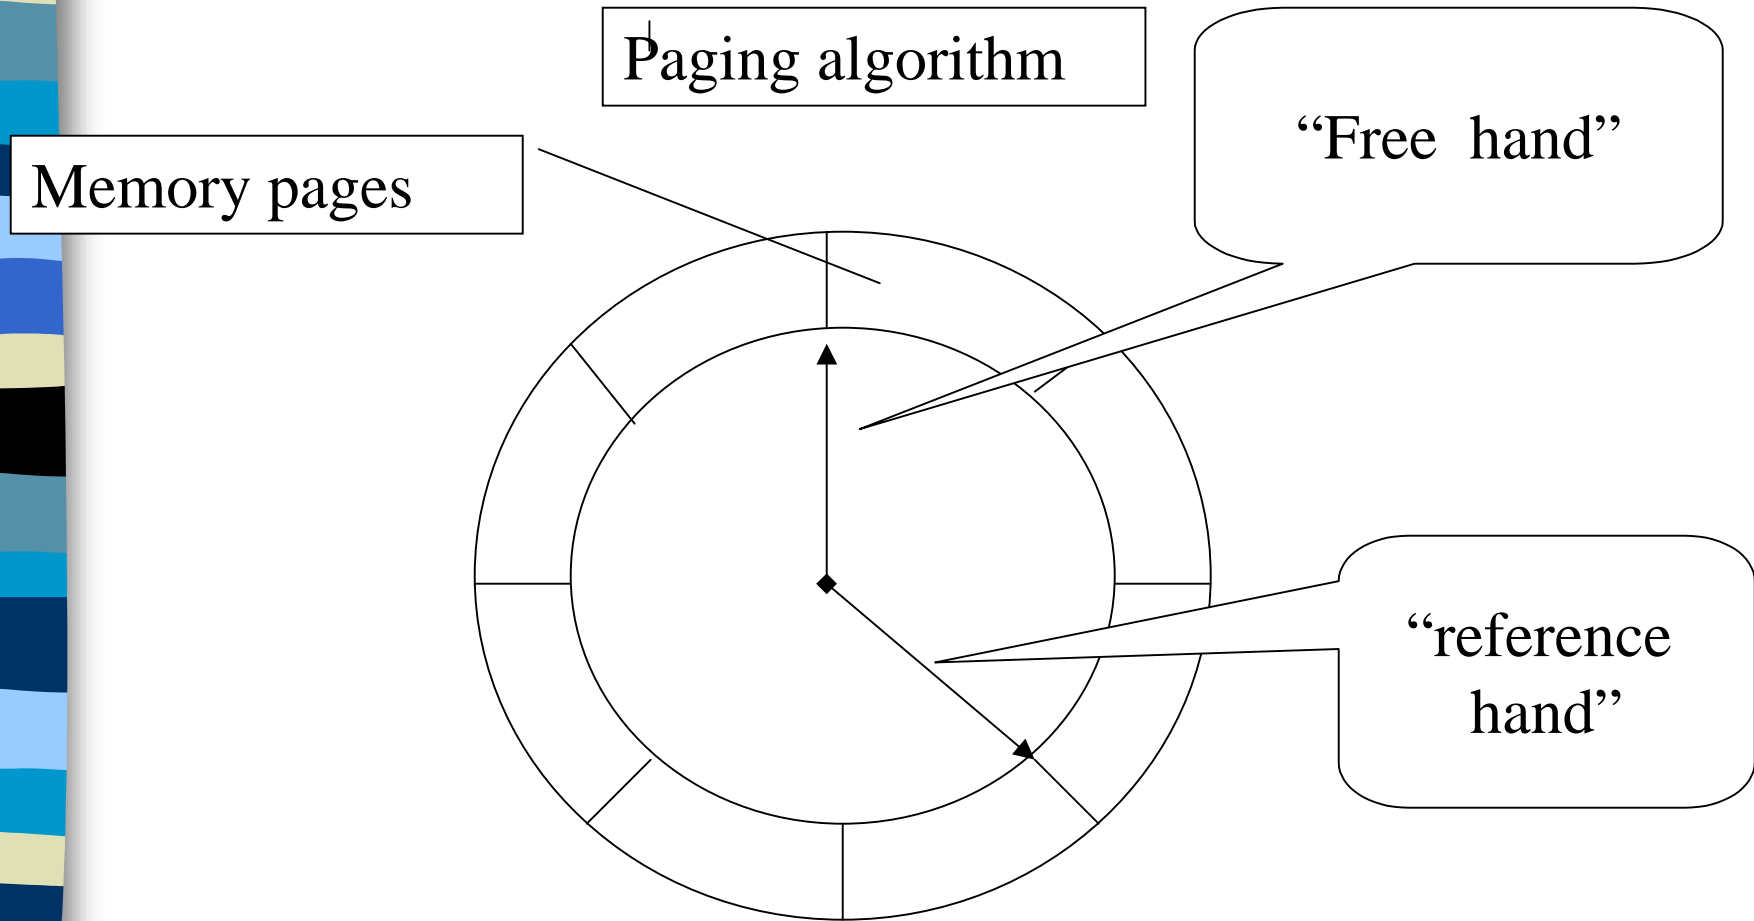 Paging algorithm
“Free hand”
Memory pages
“reference
hand”